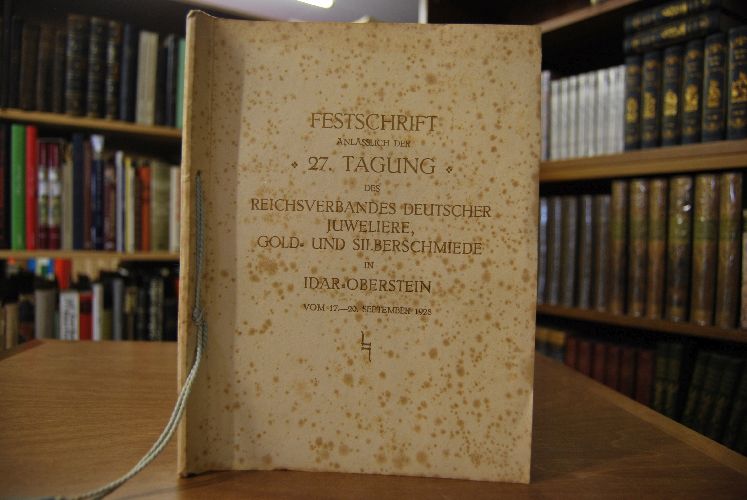 FESTSCHRIFT
ANLÄSSLICH DER
27. TAGUNG
DES
REICHSVERBANDES DEUTSCHER
JUWELIERE,
GOLD- UND SILBERSCHMIEDE
IN
IDAR-OBERSTEIN
VOM 17.—20. SEPTEMBER 1928